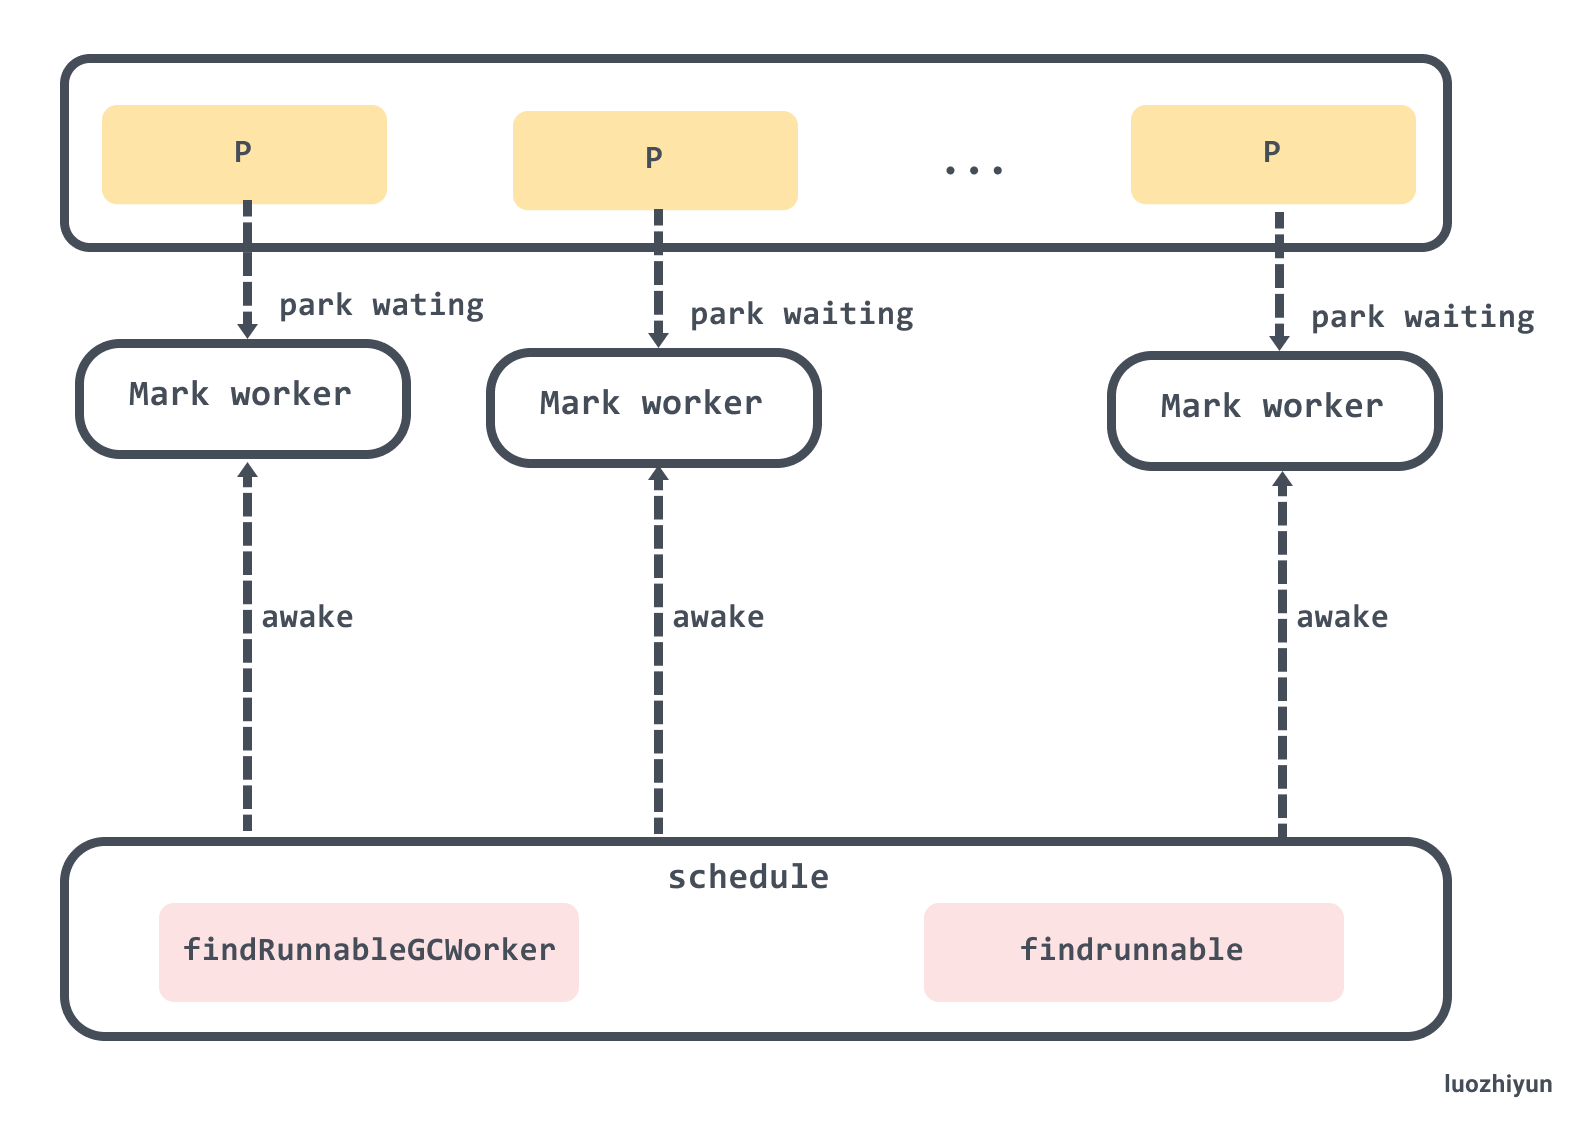 P
P
...
P
park wating
park waiting
park waiting
Mark worker
Mark worker
Mark worker
awake
awake
awake
schedule
findRunnableGCWorker
findrunnable
luozhiyun